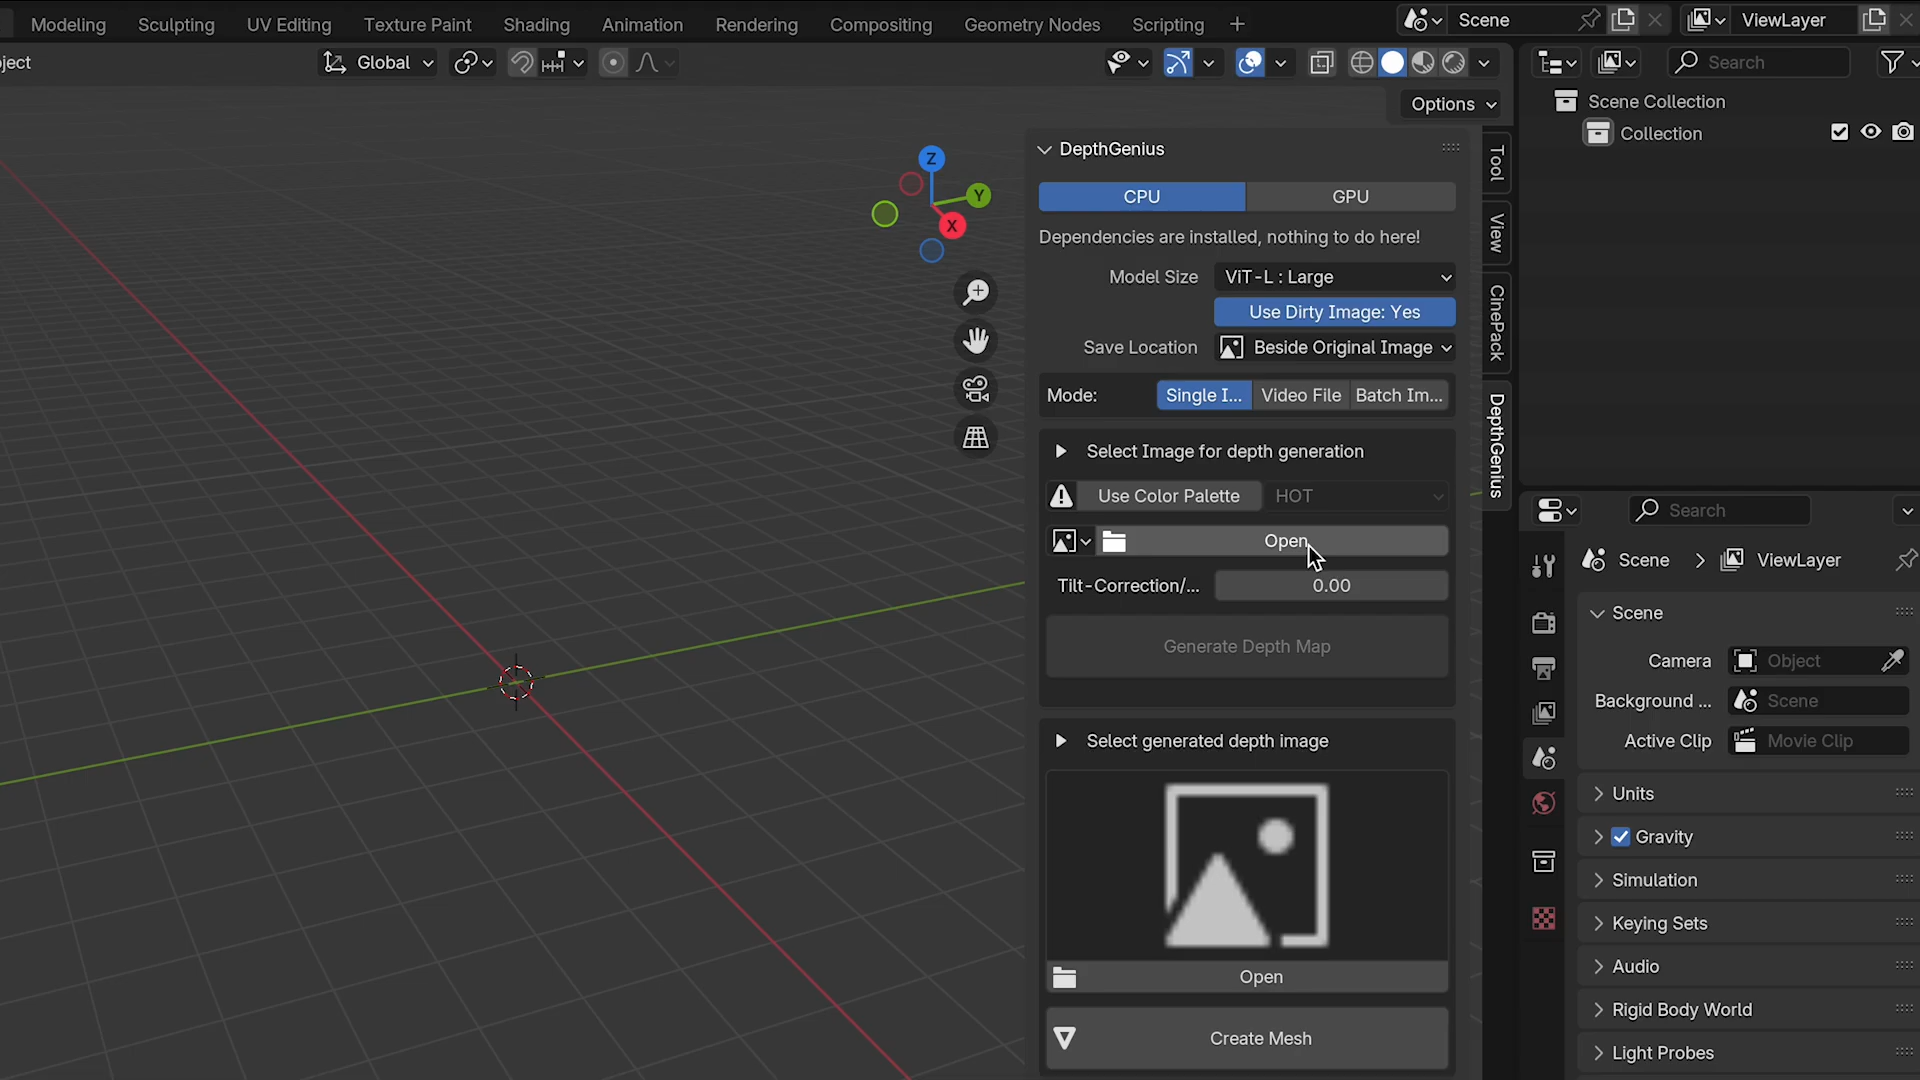 Modeling Sculpting UV Editing Texture Paint Shading Animation Rendering Compositing Geometry Nodes Scripting +
Scene
ViewLayer
ject
Global
Search
Options
Scene Collection
Collection
Z
Y
X
DepthGenius
CPU GPU
Dependencies are installed, nothing to do here!
Model Size ViT-L : Large
Use Dirty Image: Yes
Save Location Beside Original Image
Mode: Single I... Video File Batch Im...
Select Image for depth generation
Use Color Palette HOT
Open
Tilt-Correction/... 0.00
Generate Depth Map
Select generated depth image
Open
Create Mesh
Tool
View
CinePack
DepthGenius
Search
Scene ViewLayer
Scene
Camera Object
Background ... Scene
Active Clip Movie Clip
Units
Gravity
Simulation
Keying Sets
Audio
Rigid Body World
Light Probes